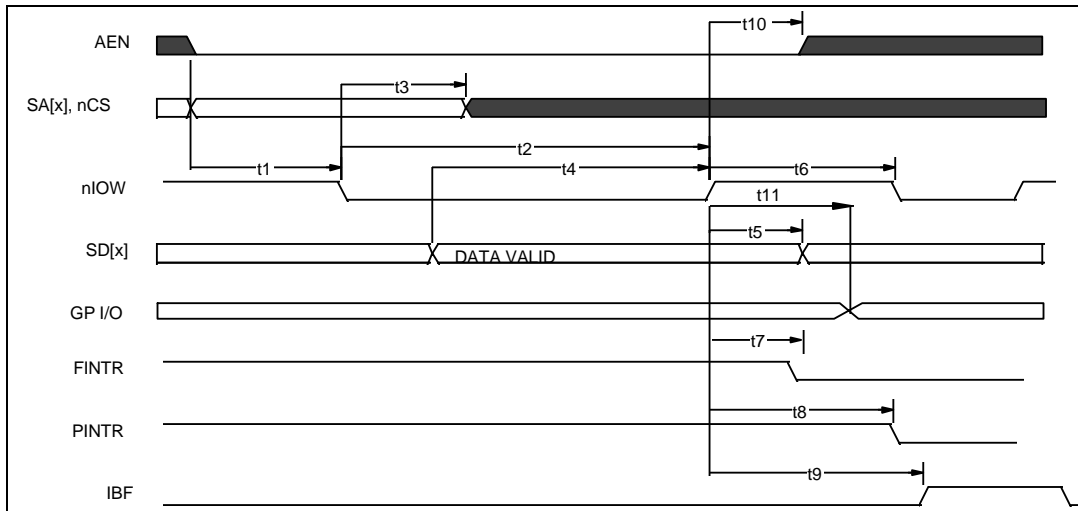 t10
AEN
t3
SA[x], nCS
t2
t1
t4
t6
nIOW
t11
t5
SD[x]
DATA VALID
GP I/O
t7
FINTR
t8
PINTR
t9
IBF